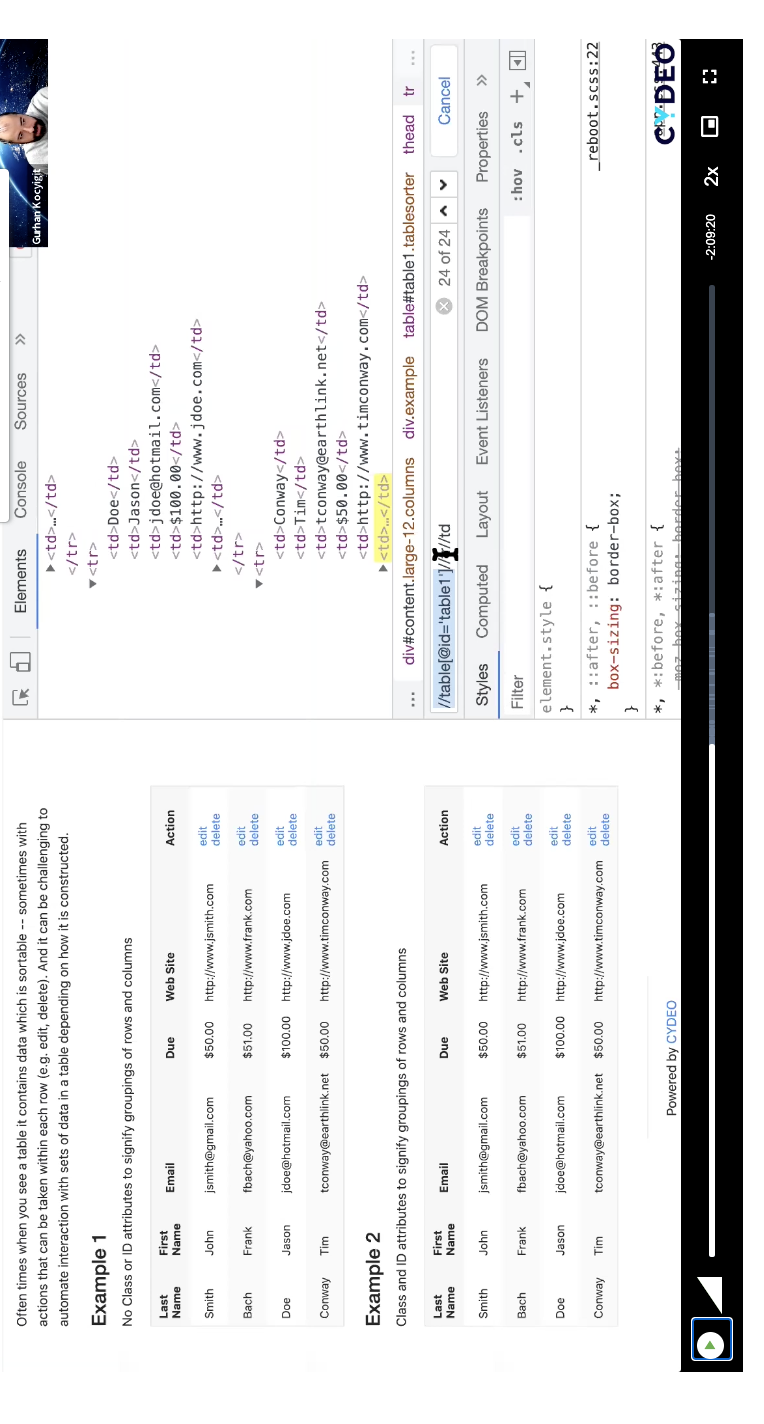 Often times when you see a table it contains data which is sortable -- sometimes with
actions that can be taken within each row (e.g. edit, delete). And it can be challenging to
automate interaction with sets of data in a table depending on how it is constructed.
Example 1
No Class or ID attributes to signify groupings of rows and columns
Last Name First Name Email Due Web Site Action
Smith John jsmith@gmail.com $50.00 http://www.jsmith.com edit delete
Bach Frank fbach@yahoo.com $51.00 http://www.frank.com edit delete
Doe Jason jdoe@hotmail.com $100.00 http://www.jdoe.com edit delete
Conway Tim tconway@earthlink.net $50.00 http://www.timconway.com edit delete
Example 2
Class and ID attributes to signify groupings of rows and columns
Last Name First Name Email Due Web Site Action
Smith John jsmith@gmail.com $50.00 http://www.jsmith.com edit delete
Bach Frank fbach@yahoo.com $51.00 http://www.frank.com edit delete
Doe Jason jdoe@hotmail.com $100.00 http://www.jdoe.com edit delete
Conway Tim tconway@earthlink.net $50.00 http://www.timconway.com edit delete
Powered by CYDEO
Elements Console Sources »
Gurhan Kocyigit
▶<td>…</td>
</tr>
▼<tr>
<td>Doe</td>
<td>Jason</td>
<td>jdoe@hotmail.com</td>
<td>$100.00</td>
<td>http://www.jdoe.com</td>
▶<td>…</td>
</tr>
▼<tr>
<td>Conway</td>
<td>Tim</td>
<td>tconway@earthlink.net</td>
<td>$50.00</td>
<td>http://www.timconway.com</td>
▶<td>…</td>
… div#content.large-12.columns div.example table#table1.tablesorter thead tr …
//table[@id='table1']//td 24 of 24 Cancel
Styles Computed Layout Event Listeners DOM Breakpoints Properties »
Filter :hov .cls +
element.style {
}
*, ::after, ::before { _reboot.scss:22
box-sizing: border-box;
}
*, *:before, *:after {
-moz-box-sizing: border-box;
CYDEO
-2:09:20 2x